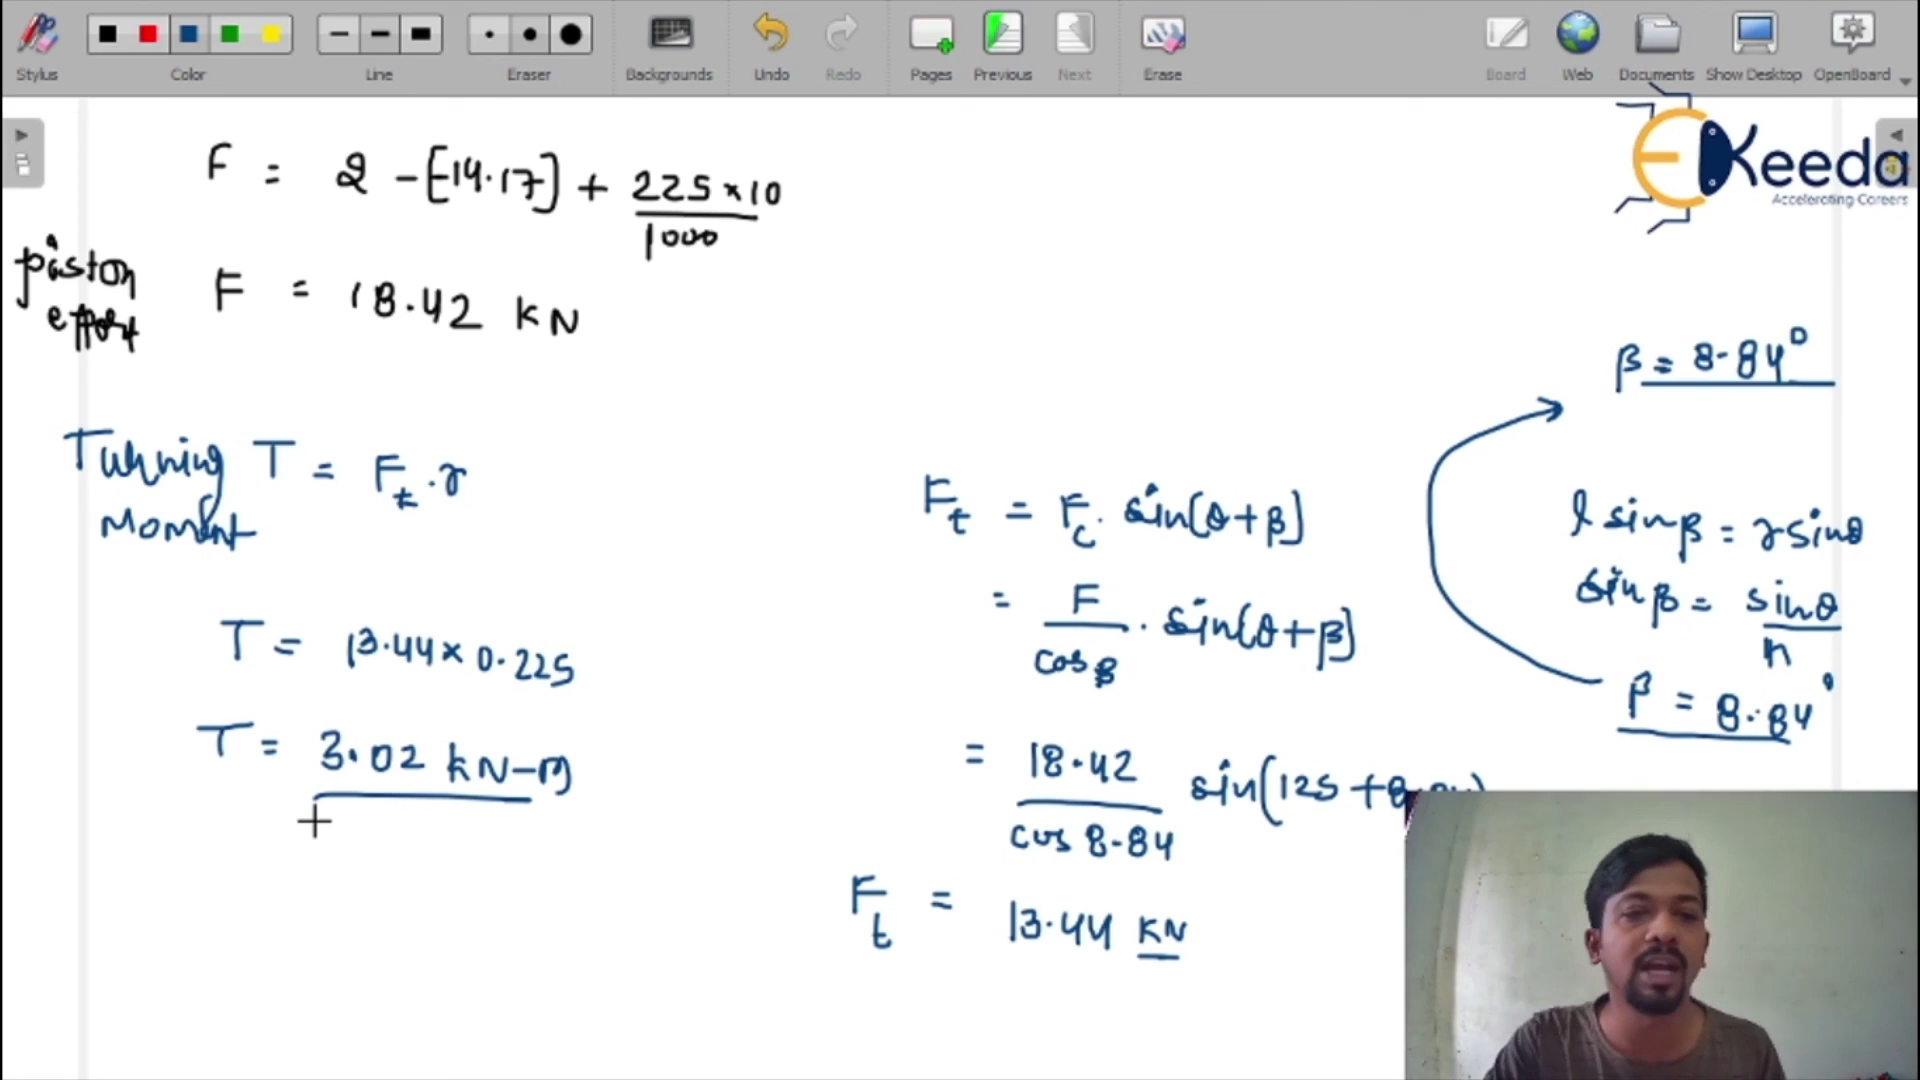 Stylus Color Line Eraser Backgrounds Undo Redo Pages Previous Next Erase Board Web Documents Show Desktop OpenBoard
EKeeda
Accelerating Careers
F = 2 - [-14.17] + 225 × 10 / 1000
piston effort F = 18.42 kN
β = 8.84°
Turning Moment T = Ft . r
Ft = Fc . sin(θ+β)
l sinβ = r sinθ
= F / cosβ . sin(θ+β)
sinβ = sinθ / n
T = 13.44 × 0.225
β = 8.84°
T = 3.02 kN-m
= 18.42 / cos 8.84 sin(125 + 8.84)
Ft = 13.44 KN